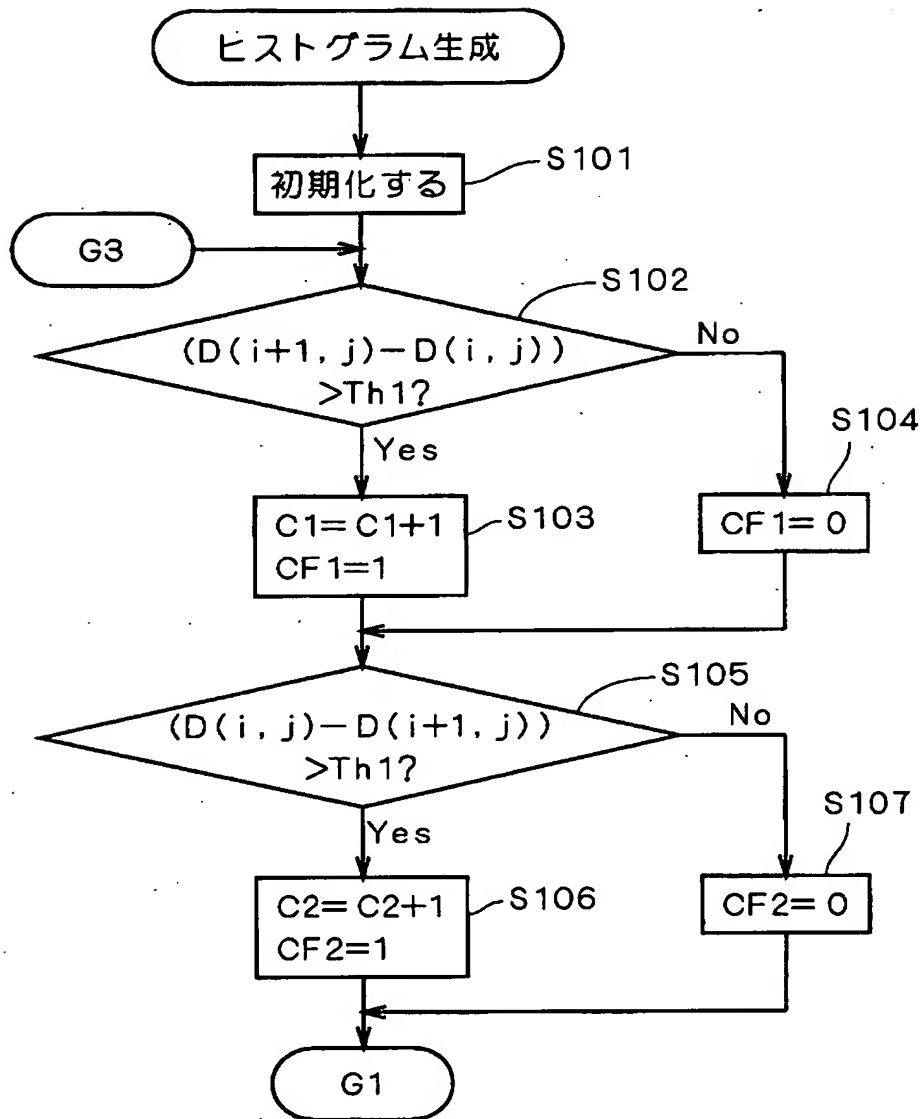 ヒストグラム生成
S101
初期化する
G3
S102
(D(i+1,j)−D(i,j))
>Th1?
No
Yes
S104
C1=C1+1
CF1=1
S103
CF1=0
S105
(D(i,j)−D(i+1,j))
>Th1?
No
Yes
S107
C2=C2+1
CF2=1
S106
CF2=0
G1